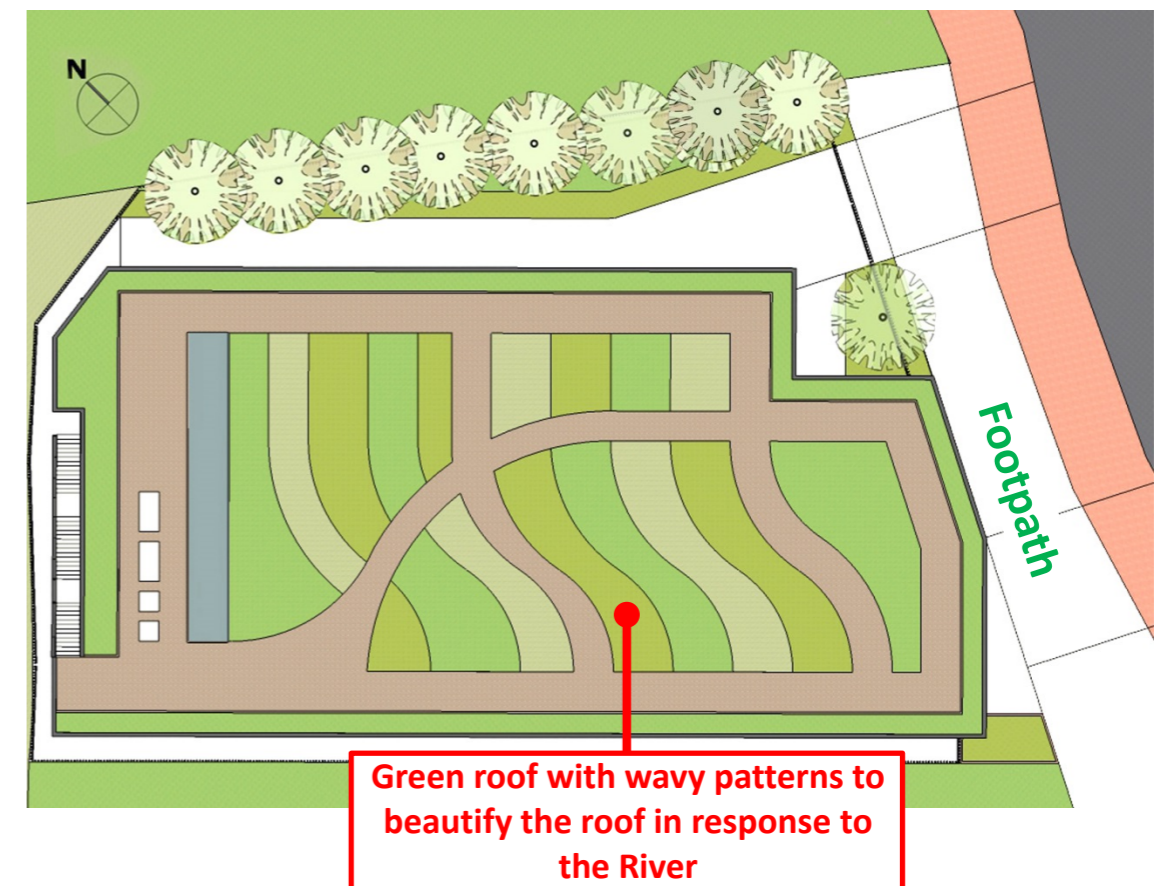 N
Footpath
Green roof with wavy patterns to
beautify the roof in response to
the River